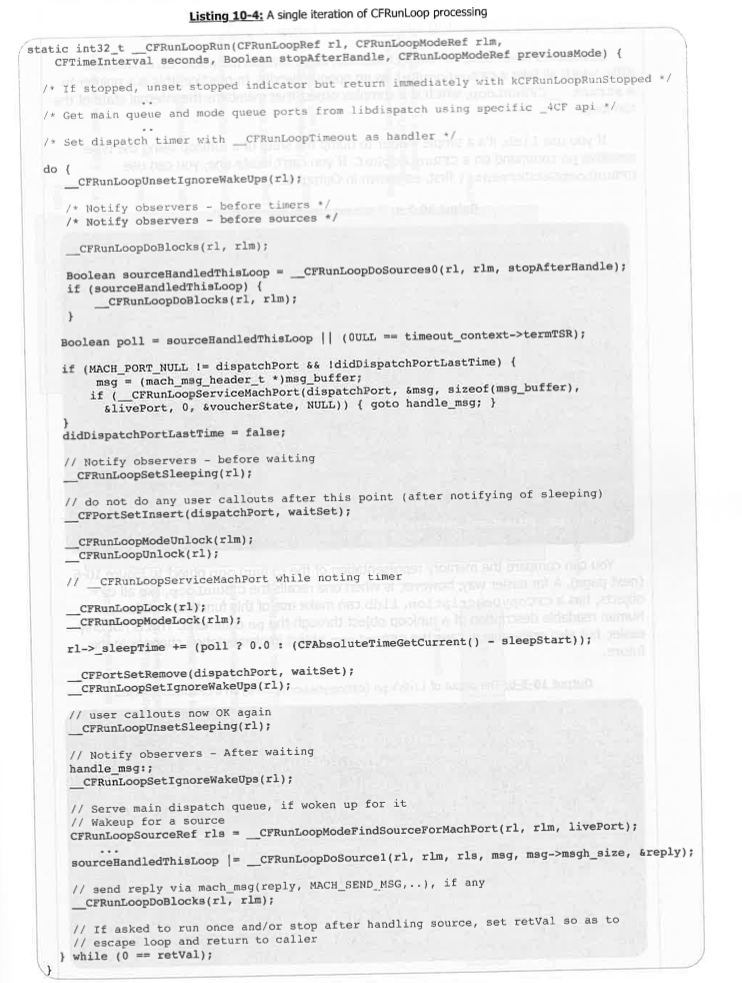 Listing 10-4: A single iteration of CFRunLoop processing
static int32_t __CFRunLoopRun(CFRunLoopRef rl, CFRunLoopModeRef rlm,
CFTimeInterval seconds, Boolean stopAfterHandle, CFRunLoopModeRef previousMode) {
/* If stopped, unset stopped indicator but return immediately with kCFRunLoopRunStopped */
..
/* Get main queue and mode queue ports from libdispatch using specific _4CF api */
..
/* Set dispatch timer with __CFRunLoopTimeout as handler */
do {
__CFRunLoopUnsetIgnoreWakeUps(rl);
/* Notify observers - before timers */
/* Notify observers - before sources */
__CFRunLoopDoBlocks(rl, rlm);
Boolean sourceHandledThisLoop = __CFRunLoopDoSources0(rl, rlm, stopAfterHandle);
if (sourceHandledThisLoop) {
__CFRunLoopDoBlocks(rl, rlm);
}
Boolean poll = sourceHandledThisLoop || (0ULL == timeout_context->termTSR);
if (MACH_PORT_NULL != dispatchPort && !didDispatchPortLastTime) {
msg = (mach_msg_header_t *)msg_buffer;
if (__CFRunLoopServiceMachPort(dispatchPort, &msg, sizeof(msg_buffer),
&livePort, 0, &voucherState, NULL)) { goto handle_msg; }
}
didDispatchPortLastTime = false;
// Notify observers - before waiting
__CFRunLoopSetSleeping(rl);
// do not do any user callouts after this point (after notifying of sleeping)
__CFPortSetInsert(dispatchPort, waitSet);
__CFRunLoopModeUnlock(rlm);
__CFRunLoopUnlock(rl);
// __CFRunLoopServiceMachPort while noting timer
__CFRunLoopLock(rl);
__CFRunLoopModeLock(rlm);
rl->_sleepTime += (poll ? 0.0 : (CFAbsoluteTimeGetCurrent() - sleepStart));
__CFPortSetRemove(dispatchPort, waitSet);
__CFRunLoopSetIgnoreWakeUps(rl);
// user callouts now OK again
__CFRunLoopUnsetSleeping(rl);
// Notify observers - After waiting
handle_msg:;
__CFRunLoopSetIgnoreWakeUps(rl);
// Serve main dispatch queue, if woken up for it
// Wakeup for a source
CFRunLoopSourceRef rls = __CFRunLoopModeFindSourceForMachPort(rl, rlm, livePort);
...
sourceHandledThisLoop |= __CFRunLoopDoSource1(rl, rlm, rls, msg, msg->msgh_size, &reply);
// send reply via mach_msg(reply, MACH_SEND_MSG,..), if any
__CFRunLoopDoBlocks(rl, rlm);
// If asked to run once and/or stop after handling source, set retVal so as to
// escape loop and return to caller
} while (0 == retVal);
}